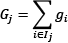 G_j = ∑_{i∈I_j} g_i